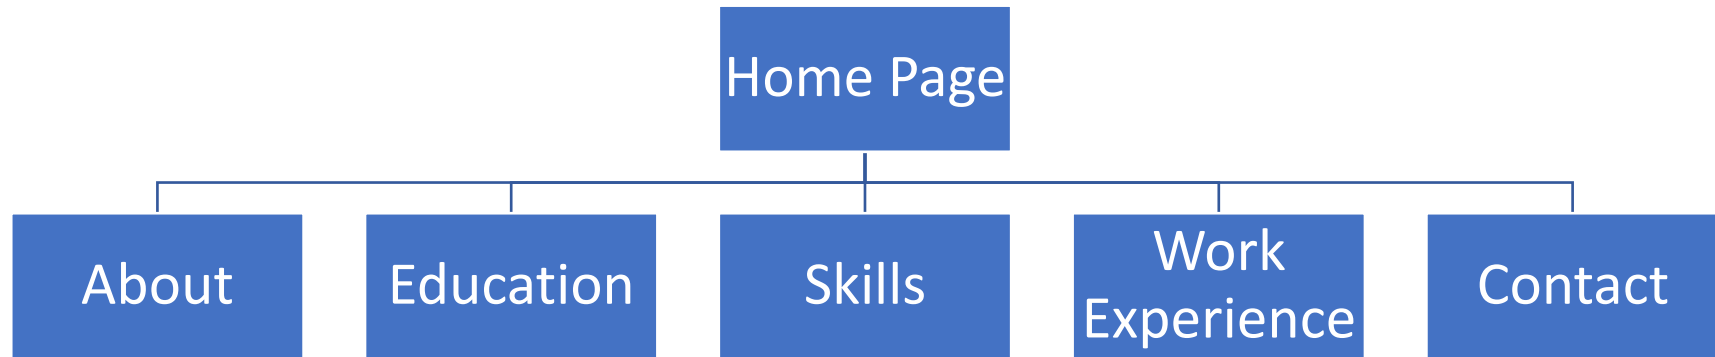 Home Page
About
Education
Skills
Work
Experience
Contact